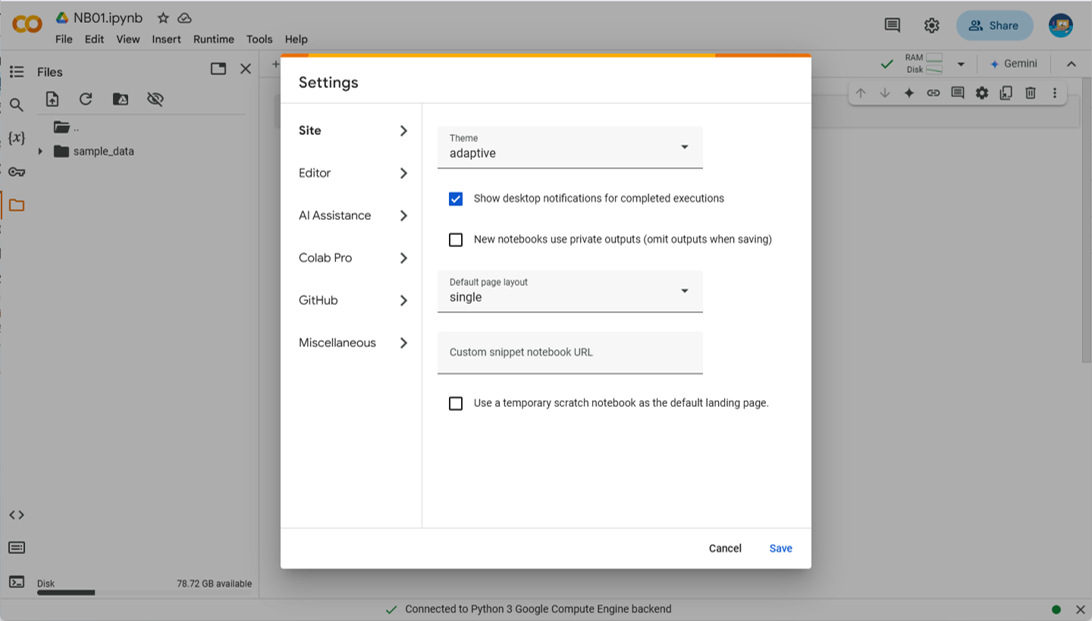 NB01.ipynb
File Edit View Insert Runtime Tools Help
Share
Files
RAM
Disk
Gemini
{x}
..
sample_data
Settings
Site
Editor
AI Assistance
Colab Pro
GitHub
Miscellaneous
Theme
adaptive
Show desktop notifications for completed executions
New notebooks use private outputs (omit outputs when saving)
Default page layout
single
Custom snippet notebook URL
Use a temporary scratch notebook as the default landing page.
Cancel Save
Disk 78.72 GB available
Connected to Python 3 Google Compute Engine backend